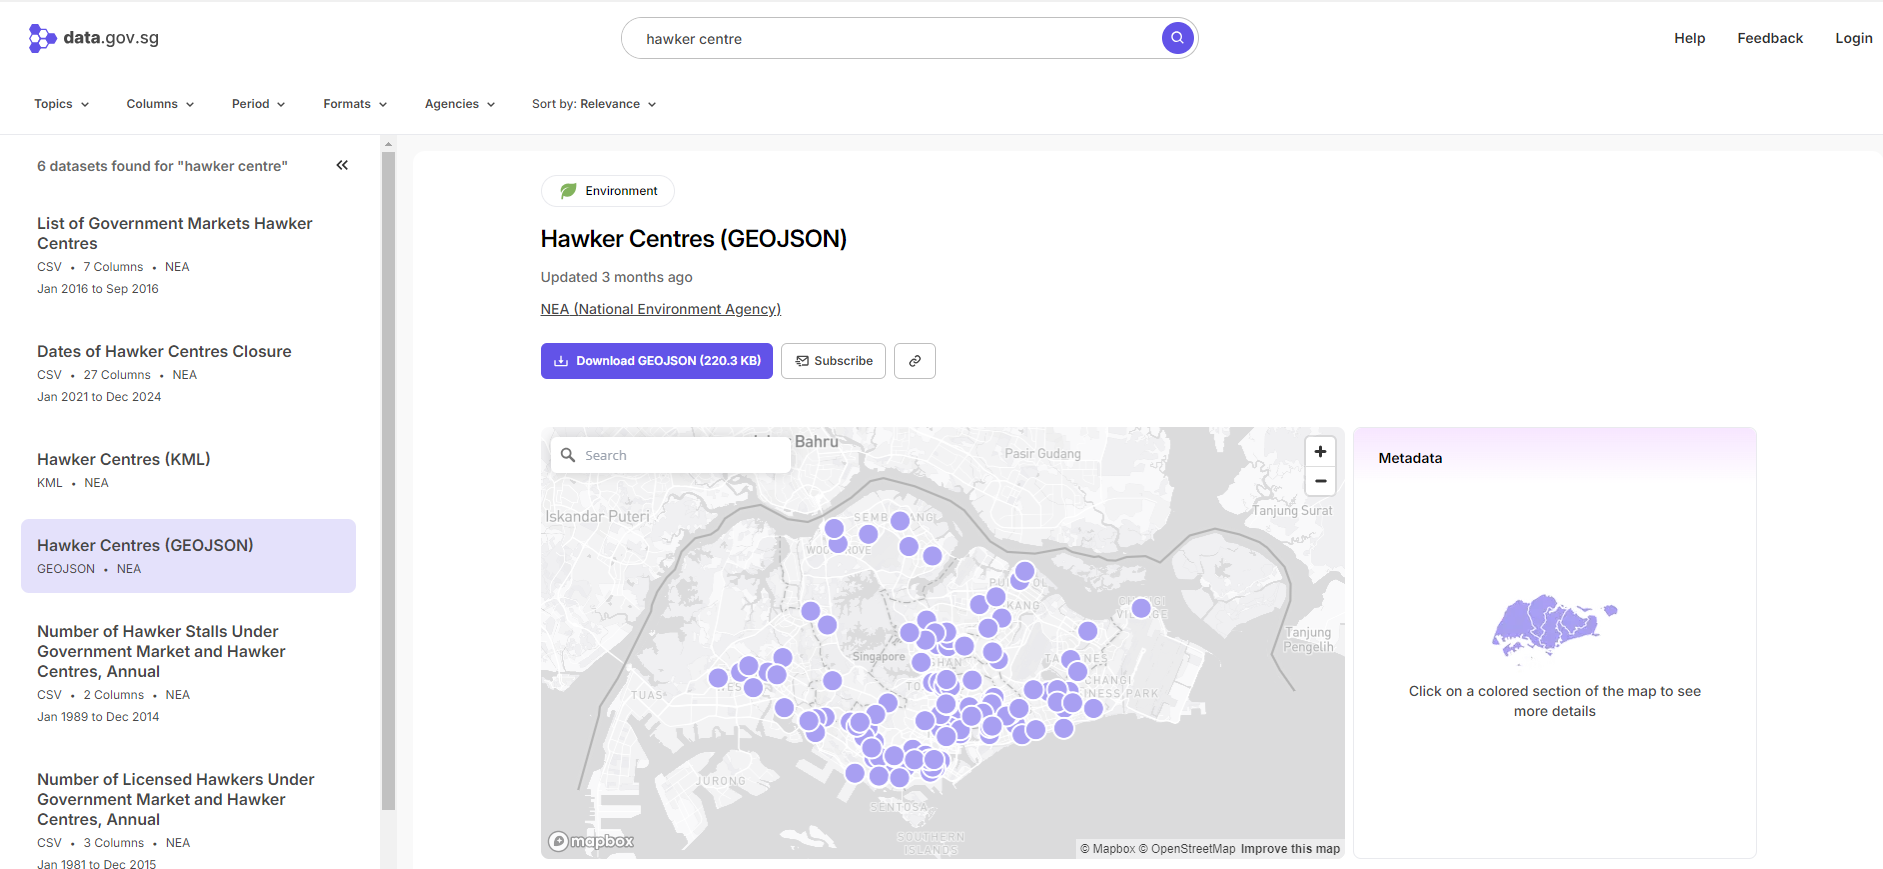 data.gov.sg
hawker centre
Help
Feedback
Login
Topics
Columns
Period
Formats
Agencies
Sort by: Relevance
6 datasets found for "hawker centre"
List of Government Markets Hawker
Centres
CSV • 7 Columns • NEA
Jan 2016 to Sep 2016
Dates of Hawker Centres Closure
CSV • 27 Columns • NEA
Jan 2021 to Dec 2024
Hawker Centres (KML)
KML • NEA
Hawker Centres (GEOJSON)
GEOJSON • NEA
Number of Hawker Stalls Under
Government Market and Hawker
Centres, Annual
CSV • 2 Columns • NEA
Jan 1989 to Dec 2014
Number of Licensed Hawkers Under
Government Market and Hawker
Centres, Annual
CSV • 3 Columns • NEA
Jan 1981 to Dec 2015
Environment
Hawker Centres (GEOJSON)
Updated 3 months ago
NEA (National Environment Agency)
Download GEOJSON (220.3 KB)
Subscribe
Search
Bahru
Pasir Gudang
Iskandar Puteri
Tanjung Surat
Tanjung
Pengelih
Singapore
TUAS
CHANGI
JURONG
SENTOSA
SOUTHERN
ISLANDS
mapbox
© Mapbox © OpenStreetMap Improve this map
Metadata
Click on a colored section of the map to see
more details